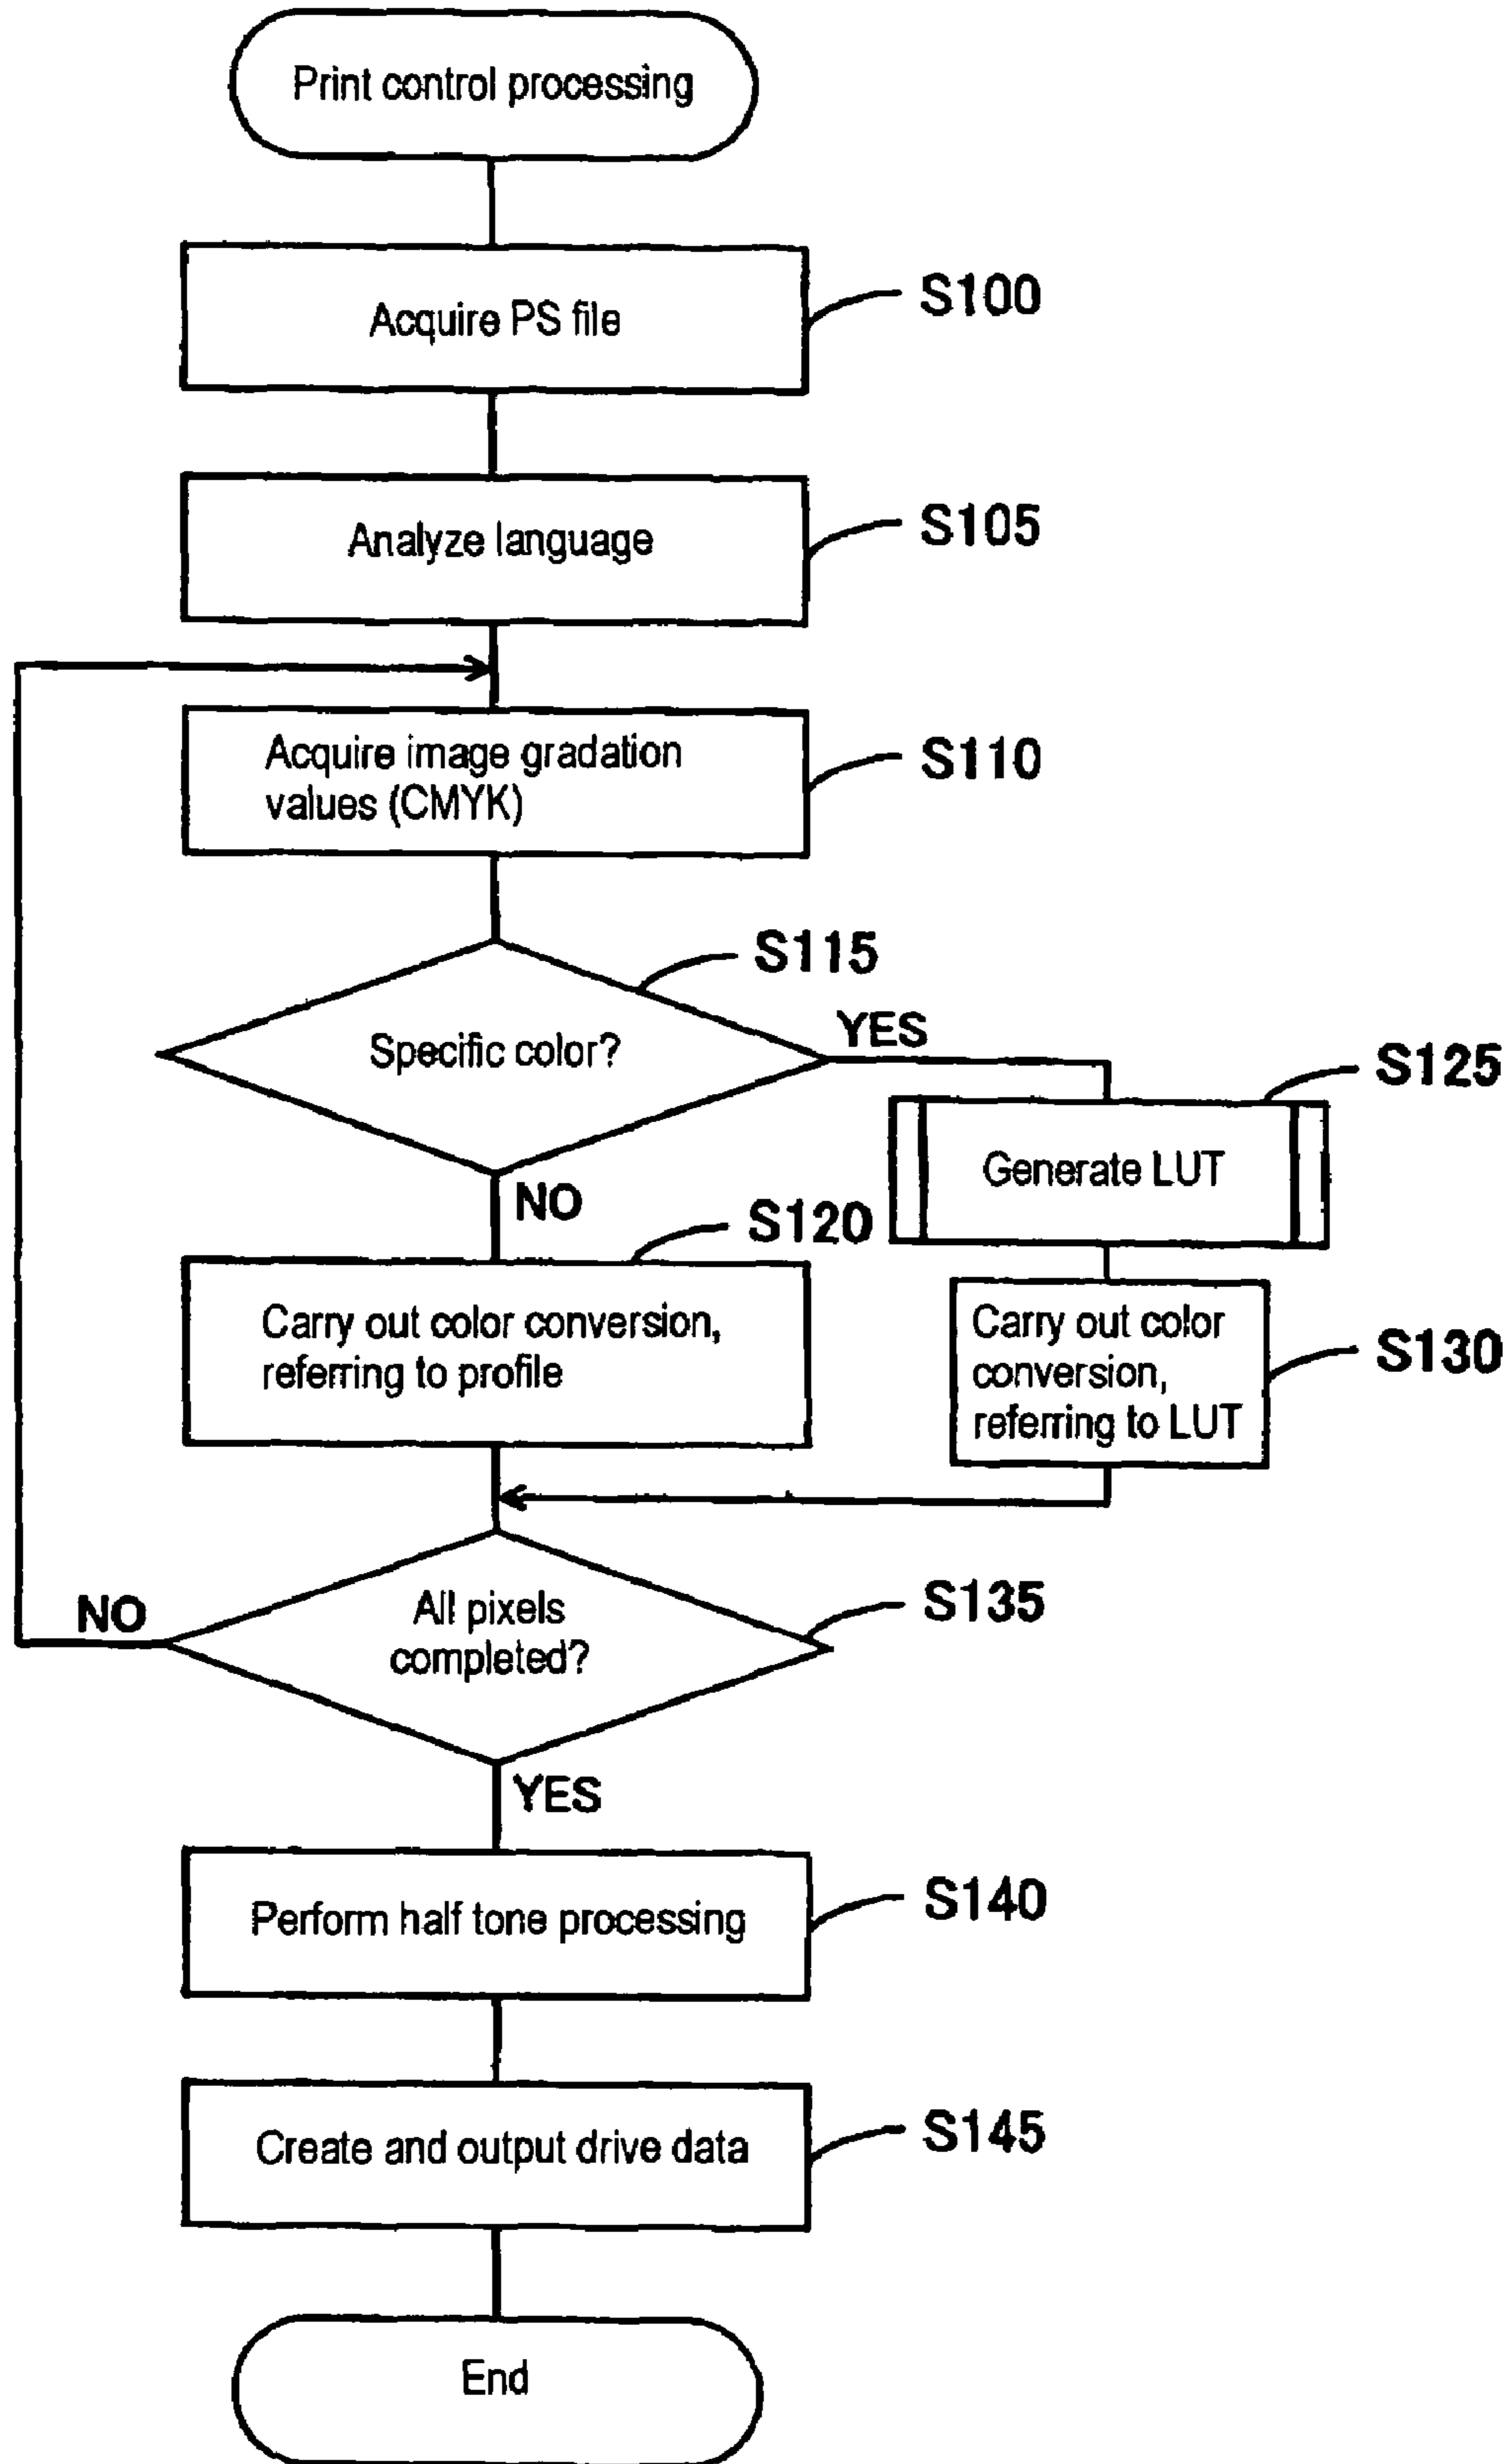 Print control processing
Acquire PS file
S100
Analyze language
S105
Acquire image gradation
values (CMYK)
S110
S115
Specific color?
YES
S125
Generate LUT
NO
S120
Carry out color conversion,
referring to profile
Carry out color
conversion,
referring to LUT
S130
NO
All pixels
completed?
S135
YES
Perform half tone processing
S140
Create and output drive data
S145
End